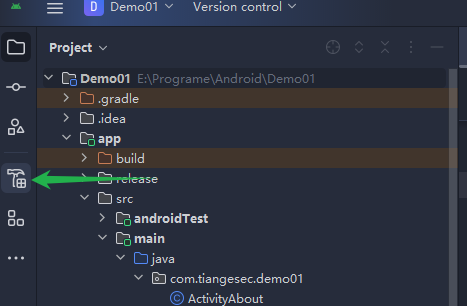 D Demo01 Version control
Project
Demo01 E:\Programe\Android\Demo01
.gradle
.idea
app
build
release
src
androidTest
main
java
com.tiangesec.demo01
C ActivityAbout